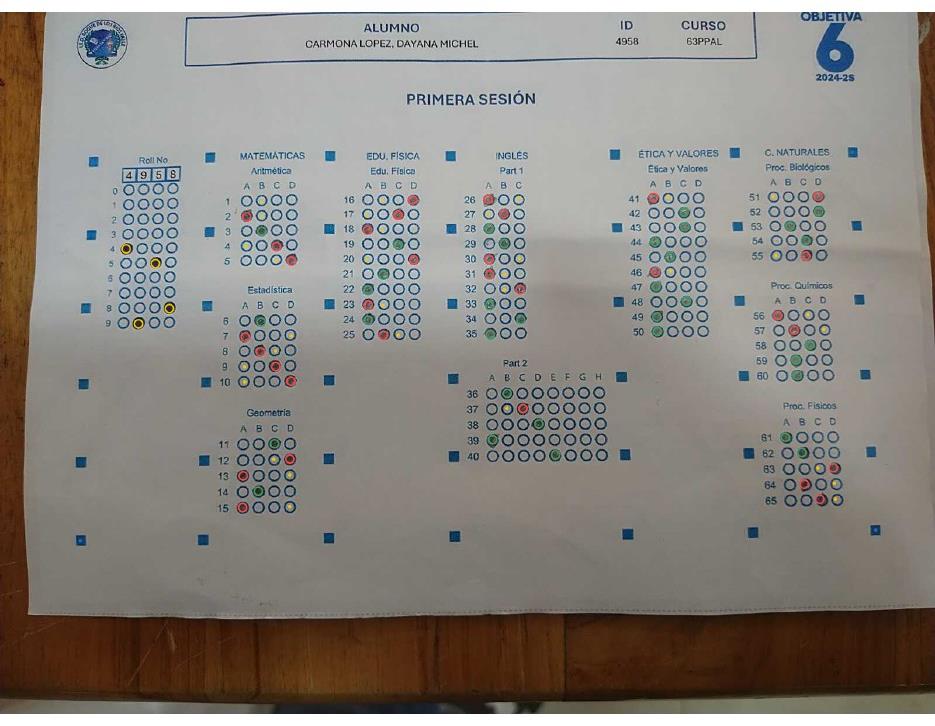 ALUMNO ID CURSO
CARMONA LOPEZ, DAYANA MICHEL 4958 63PPAL
OBJETIVA
6
2024-2S
PRIMERA SESIÓN
Roll No
4 9 5 8
0
1
2
3
4
5
6
7
8
9
MATEMÁTICAS
Aritmética
A B C D
1
2
3
4
5
Estadística
A B C D
6
7
8
9
10
Geometría
A B C D
11
12
13
14
15
EDU. FÍSICA
Edu. Física
A B C D
16
17
18
19
20
21
22
23
24
25
INGLÉS
Part 1
A B C D
26
27
28
29
30
31
32
33
34
35
Part 2
A B C D E F G H
36
37
38
39
40
ÉTICA Y VALORES
Ética y Valores
A B C D
41
42
43
44
45
46
47
48
49
50
C. NATURALES
Proc. Biológicos
A B C D
51
52
53
54
55
Proc. Químicos
A B C D
56
57
58
59
60
Proc. Físicos
A B C D
61
62
63
64
65